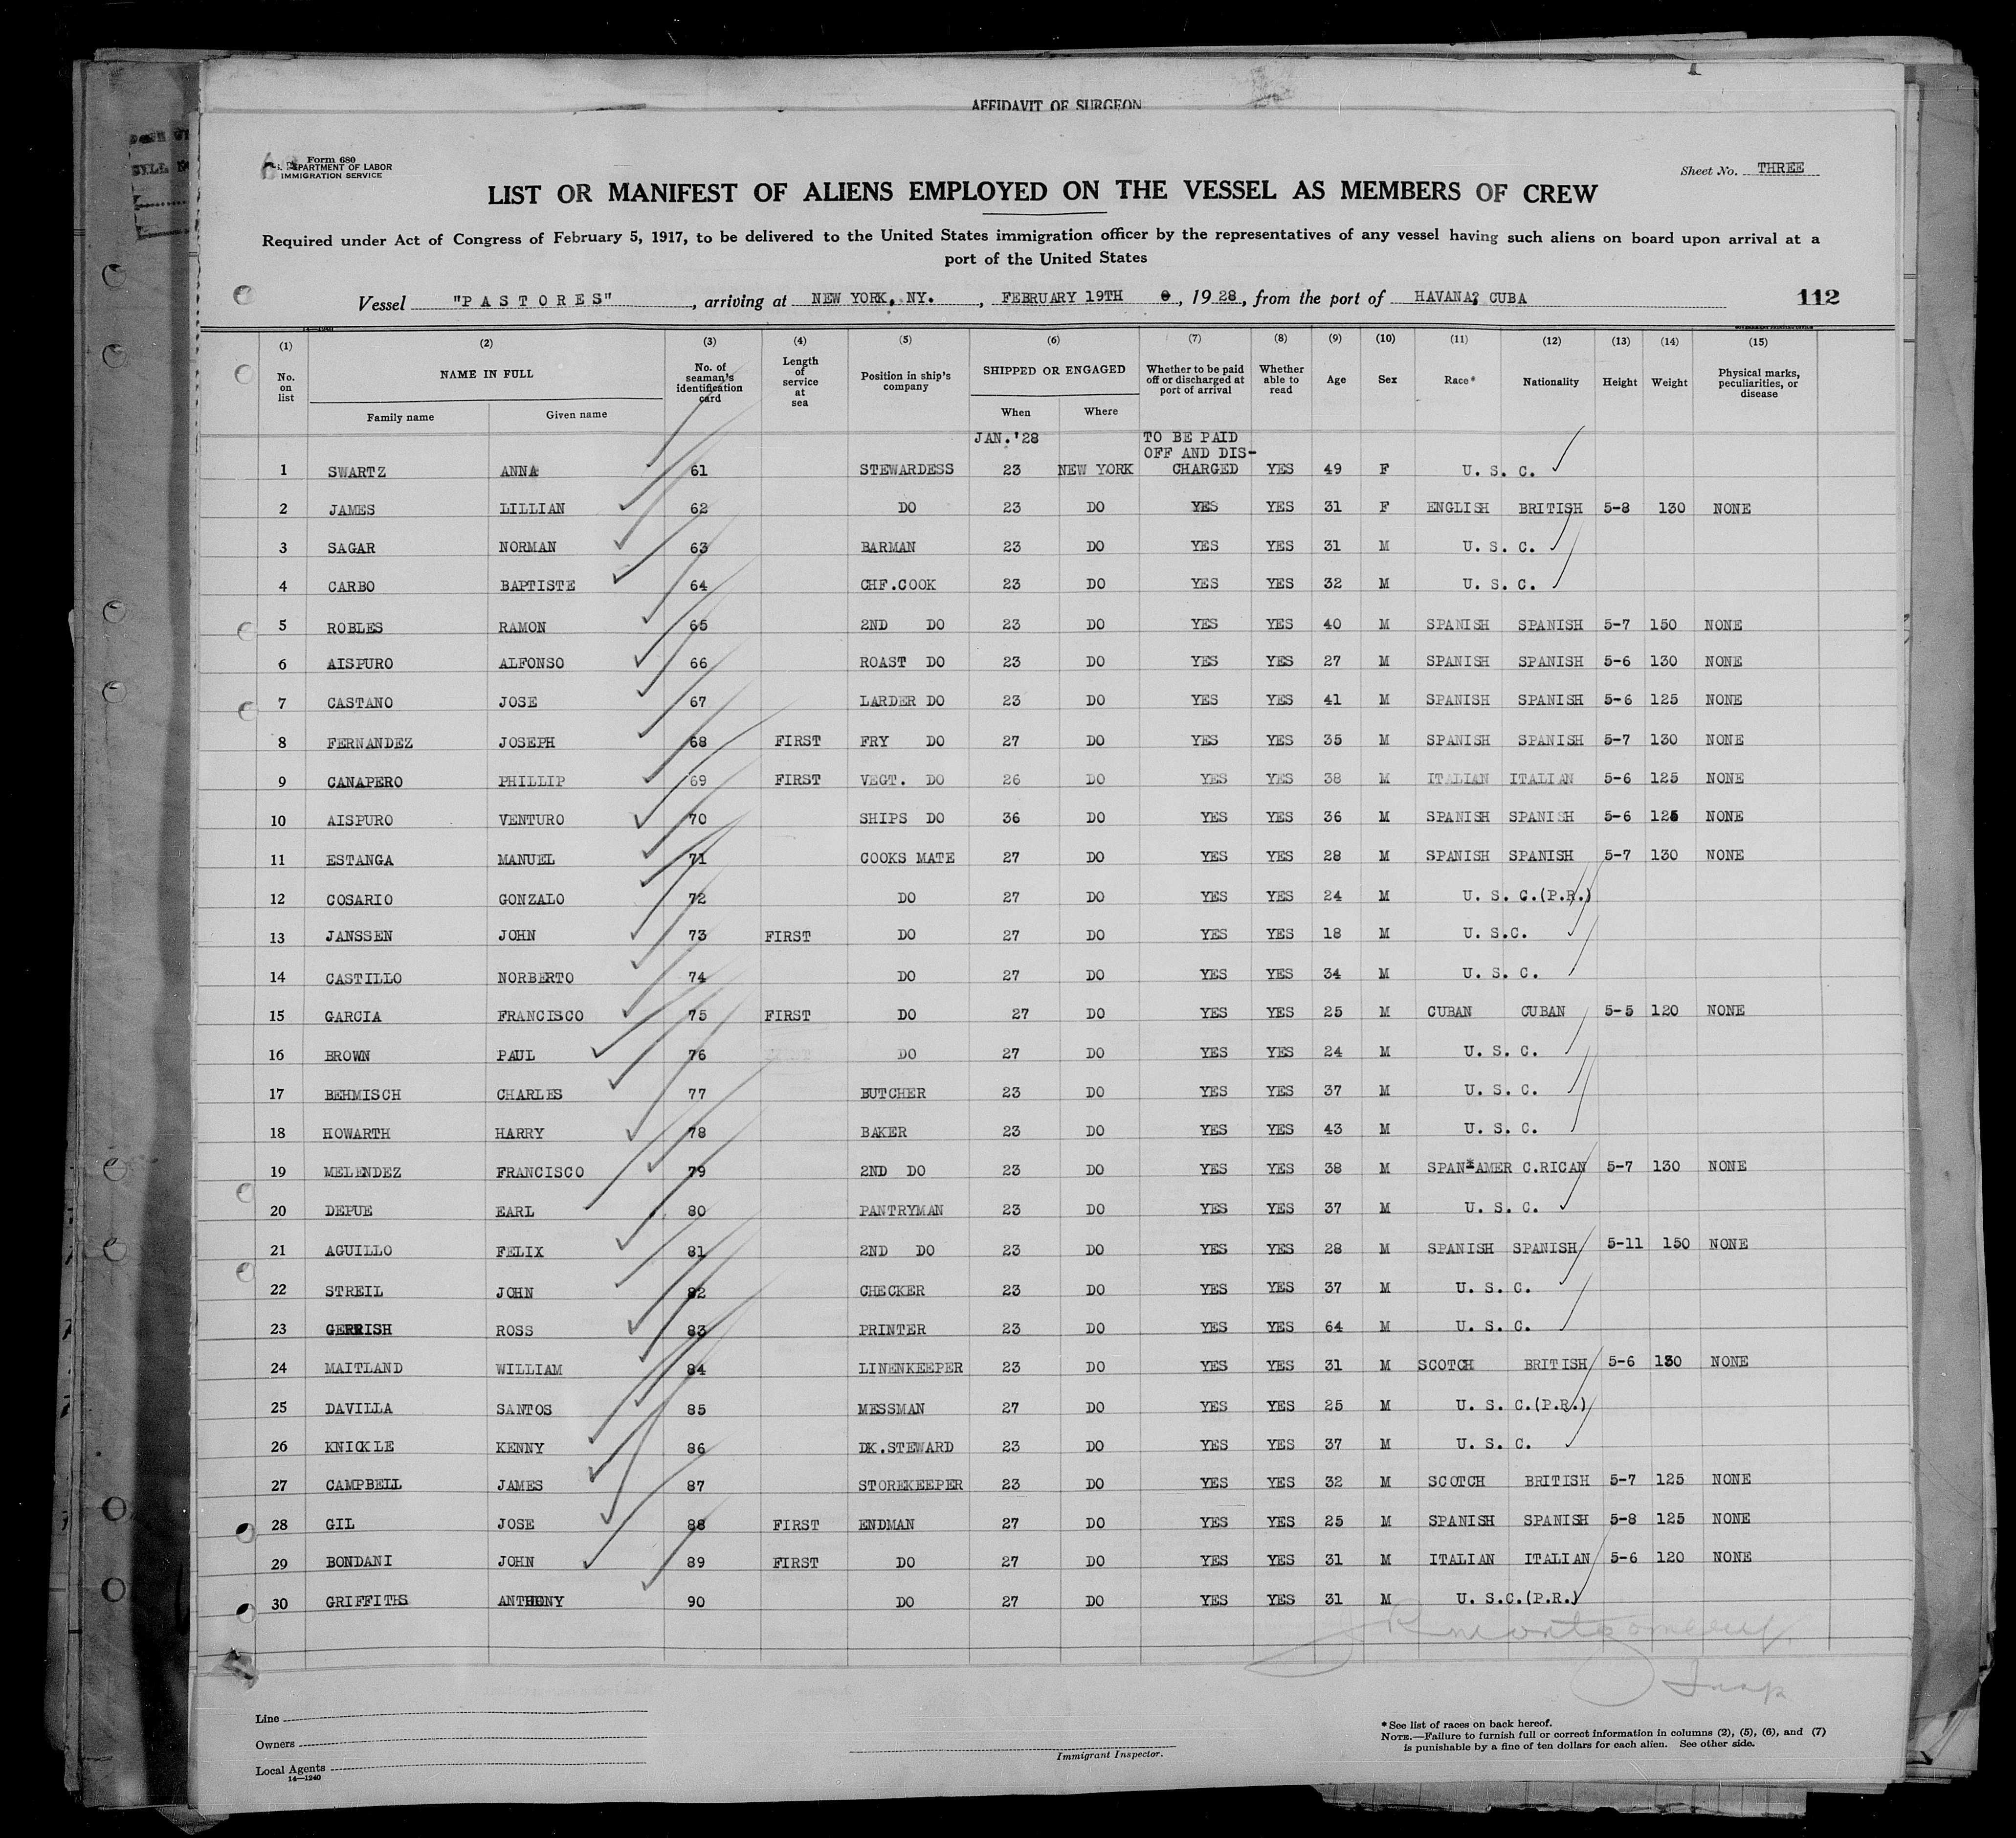 AFFIDAVIT OF SURGEON
Form 680
DEPARTMENT OF LABOR
IMMIGRATION SERVICE
Sheet No. THREE
LIST OR MANIFEST OF ALIENS EMPLOYED ON THE VESSEL AS MEMBERS OF CREW
Required under Act of Congress of February 5, 1917, to be delivered to the United States immigration officer by the representatives of any vessel having such aliens on board upon arrival at a
port of the United States
Vessel "PASTORES", arriving at NEW YORK, NY., FEBRUARY 19TH, 1928, from the port of HAVANA, CUBA 112
(1) (2) (3) (4) (5) (6) (7) (8) (9) (10) (11) (12) (13) (14) (15)
No. on list NAME IN FULL No. of seaman's identification card Length of service at sea Position in ship's company SHIPPED OR ENGAGED Whether to be paid off or discharged at port of arrival Whether able to read Age Sex Race* Nationality Height Weight Physical marks, peculiarities, or disease
Family name Given name When Where
JAN.'28 TO BE PAID
OFF AND DIS-
1 SWARTZ ANNA 61 STEWARDESS 23 NEW YORK CHARGED YES 49 F U. S. C.
2 JAMES LILLIAN 62 DO 23 DO YES YES 31 F ENGLISH BRITISH 5-8 130 NONE
3 SAGAR NORMAN 63 BARMAN 23 DO YES YES 31 M U. S. C.
4 CARBO BAPTISTE 64 CHF.COOK 23 DO YES YES 32 M U. S. C.
5 ROBLES RAMON 65 2ND DO 23 DO YES YES 40 M SPANISH SPANISH 5-7 150 NONE
6 AISPURO ALFONSO 66 ROAST DO 23 DO YES YES 27 M SPANISH SPANISH 5-6 130 NONE
7 CASTANO JOSE 67 LARDER DO 23 DO YES YES 41 M SPANISH SPANISH 5-6 125 NONE
8 FERNANDEZ JOSEPH 68 FIRST FRY DO 27 DO YES YES 35 M SPANISH SPANISH 5-7 130 NONE
9 CANAPERO PHILLIP 69 FIRST VEGT. DO 26 DO YES YES 38 M ITALIAN ITALIAN 5-6 125 NONE
10 AISPURO VENTURO 70 SHIPS DO 36 DO YES YES 36 M SPANISH SPANISH 5-6 125 NONE
11 ESTANGA MANUEL 71 COOKS MATE 27 DO YES YES 28 M SPANISH SPANISH 5-7 130 NONE
12 COSARIO GONZALO 72 DO 27 DO YES YES 24 M U. S. C.(P.R.)
13 JANSSEN JOHN 73 FIRST DO 27 DO YES YES 18 M U. S.C.
14 CASTILLO NORBERTO 74 DO 27 DO YES YES 34 M U. S. C.
15 GARCIA FRANCISCO 75 FIRST DO 27 DO YES YES 25 M CUBAN CUBAN 5-5 120 NONE
16 BROWN PAUL 76 DO 27 DO YES YES 24 M U. S. C.
17 BEHMISCH CHARLES 77 BUTCHER 23 DO YES YES 37 M U. S. C.
18 HOWARTH HARRY 78 BAKER 23 DO YES YES 43 M U. S. C.
19 MELENDEZ FRANCISCO 79 2ND DO 23 DO YES YES 38 M SPAN*AMER C.RICAN 5-7 130 NONE
20 DEPUE EARL 80 PANTRYMAN 23 DO YES YES 37 M U. S. C.
21 AGUILLO FELIX 81 2ND DO 23 DO YES YES 28 M SPANISH SPANISH 5-11 150 NONE
22 STREIL JOHN 82 CHECKER 23 DO YES YES 37 M U. S. C.
23 GERRISH ROSS 83 PRINTER 23 DO YES YES 64 M U. S. C.
24 MAITLAND WILLIAM 84 LINENKEEPER 23 DO YES YES 31 M SCOTCH BRITISH 5-6 130 NONE
25 DAVILLA SANTOS 85 MESSMAN 27 DO YES YES 25 M U. S. C.(P.R.)
26 KNICKLE KENNY 86 DK.STEWARD 23 DO YES YES 37 M U. S. C.
27 CAMPBELL JAMES 87 STOREKEEPER 23 DO YES YES 32 M SCOTCH BRITISH 5-7 125 NONE
28 GIL JOSE 88 FIRST ENDMAN 27 DO YES YES 25 M SPANISH SPANISH 5-8 125 NONE
29 BONDANI JOHN 89 FIRST DO 27 DO YES YES 31 M ITALIAN ITALIAN 5-6 120 NONE
30 GRIFFITHS ANTHONY 90 DO 27 DO YES YES 31 M U. S.C.(P.R.)
JR Montgomery
Insp
Line
Owners
Local Agents
14—1240
Immigrant Inspector.
*See list of races on back hereof.
NOTE.—Failure to furnish full or correct information in columns (2), (5), (6), and (7)
is punishable by a fine of ten dollars for each alien. See other side.